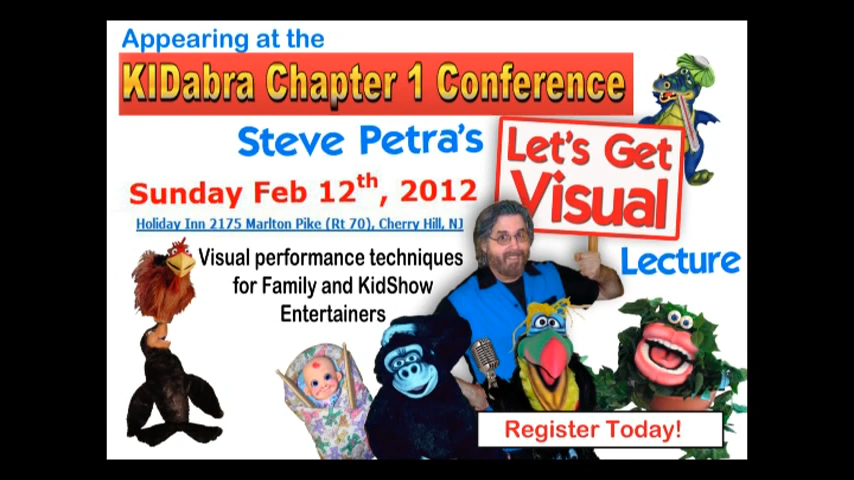 Appearing at the
KIDabra Chapter 1 Conference
Steve Petra's
Let's Get
Visual
Sunday Feb 12th, 2012
Holiday Inn 2175 Marlton Pike (Rt 70), Cherry Hill, NJ
Lecture
Visual performance techniques
for Family and KidShow
Entertainers
Register Today!